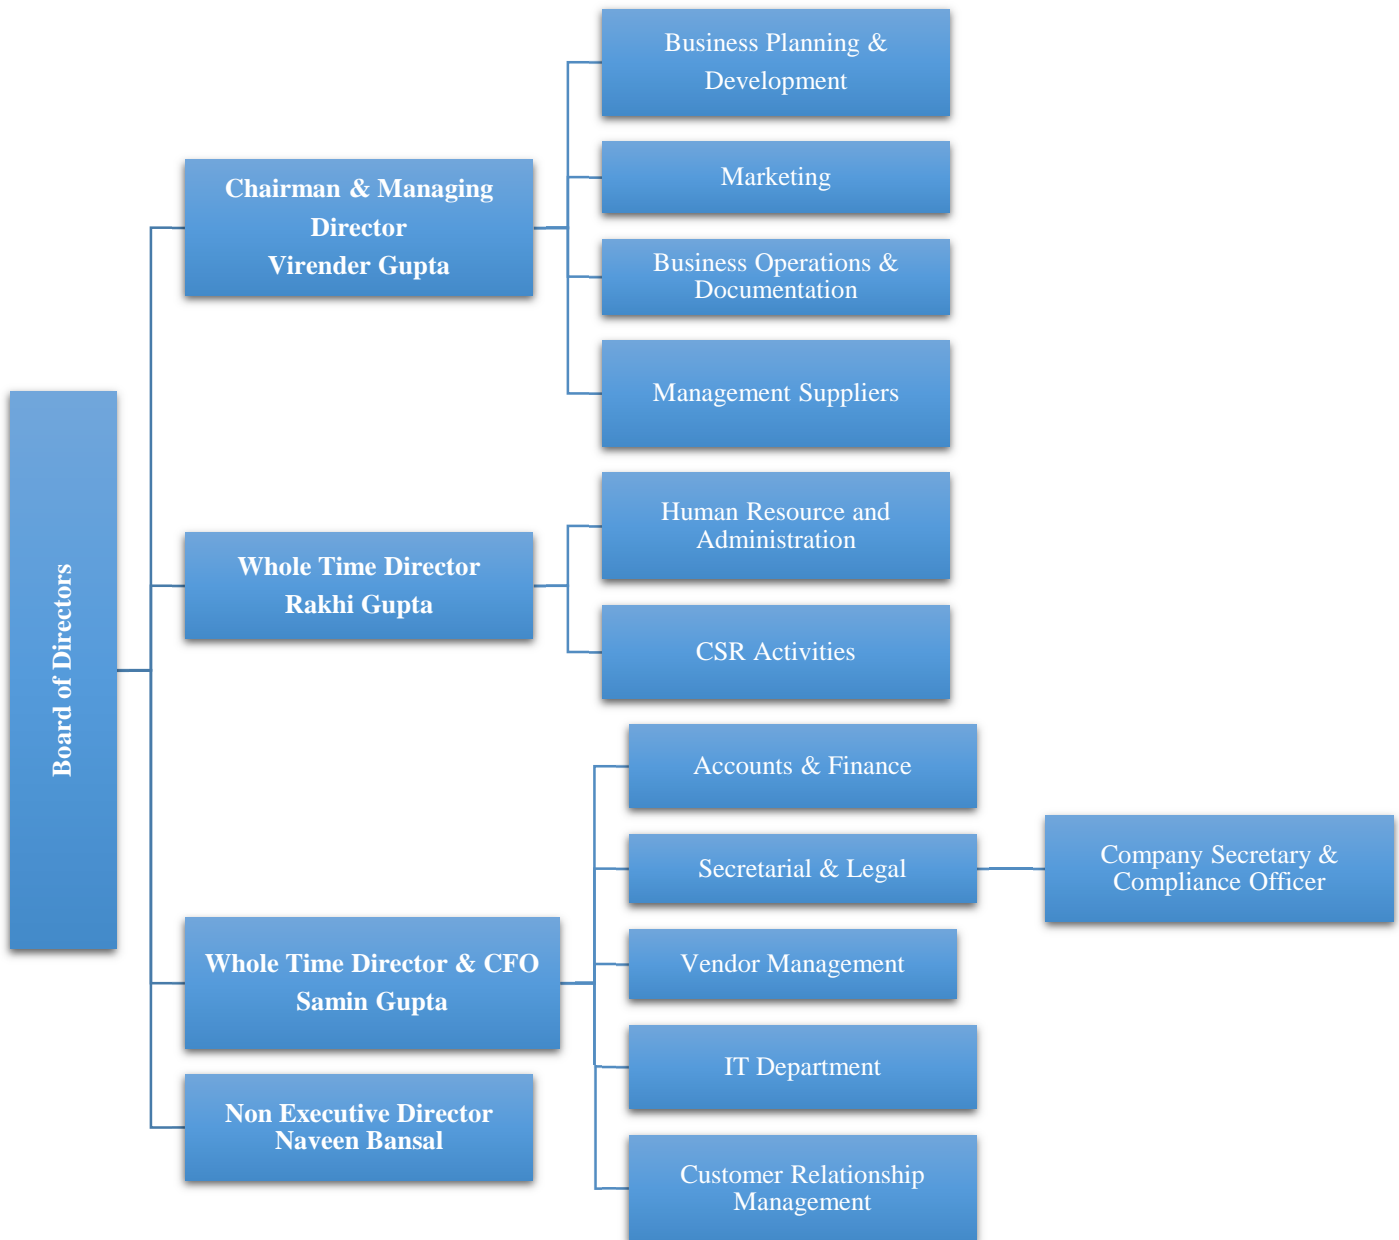 Board of Directors
Chairman & Managing
Director
Virender Gupta
Business Planning &
Development
Marketing
Business Operations &
Documentation
Management Suppliers
Whole Time Director
Rakhi Gupta
Human Resource and
Administration
CSR Activities
Whole Time Director & CFO
Samin Gupta
Accounts & Finance
Secretarial & Legal
Company Secretary &
Compliance Officer
Vendor Management
IT Department
Customer Relationship
Management
Non Executive Director
Naveen Bansal